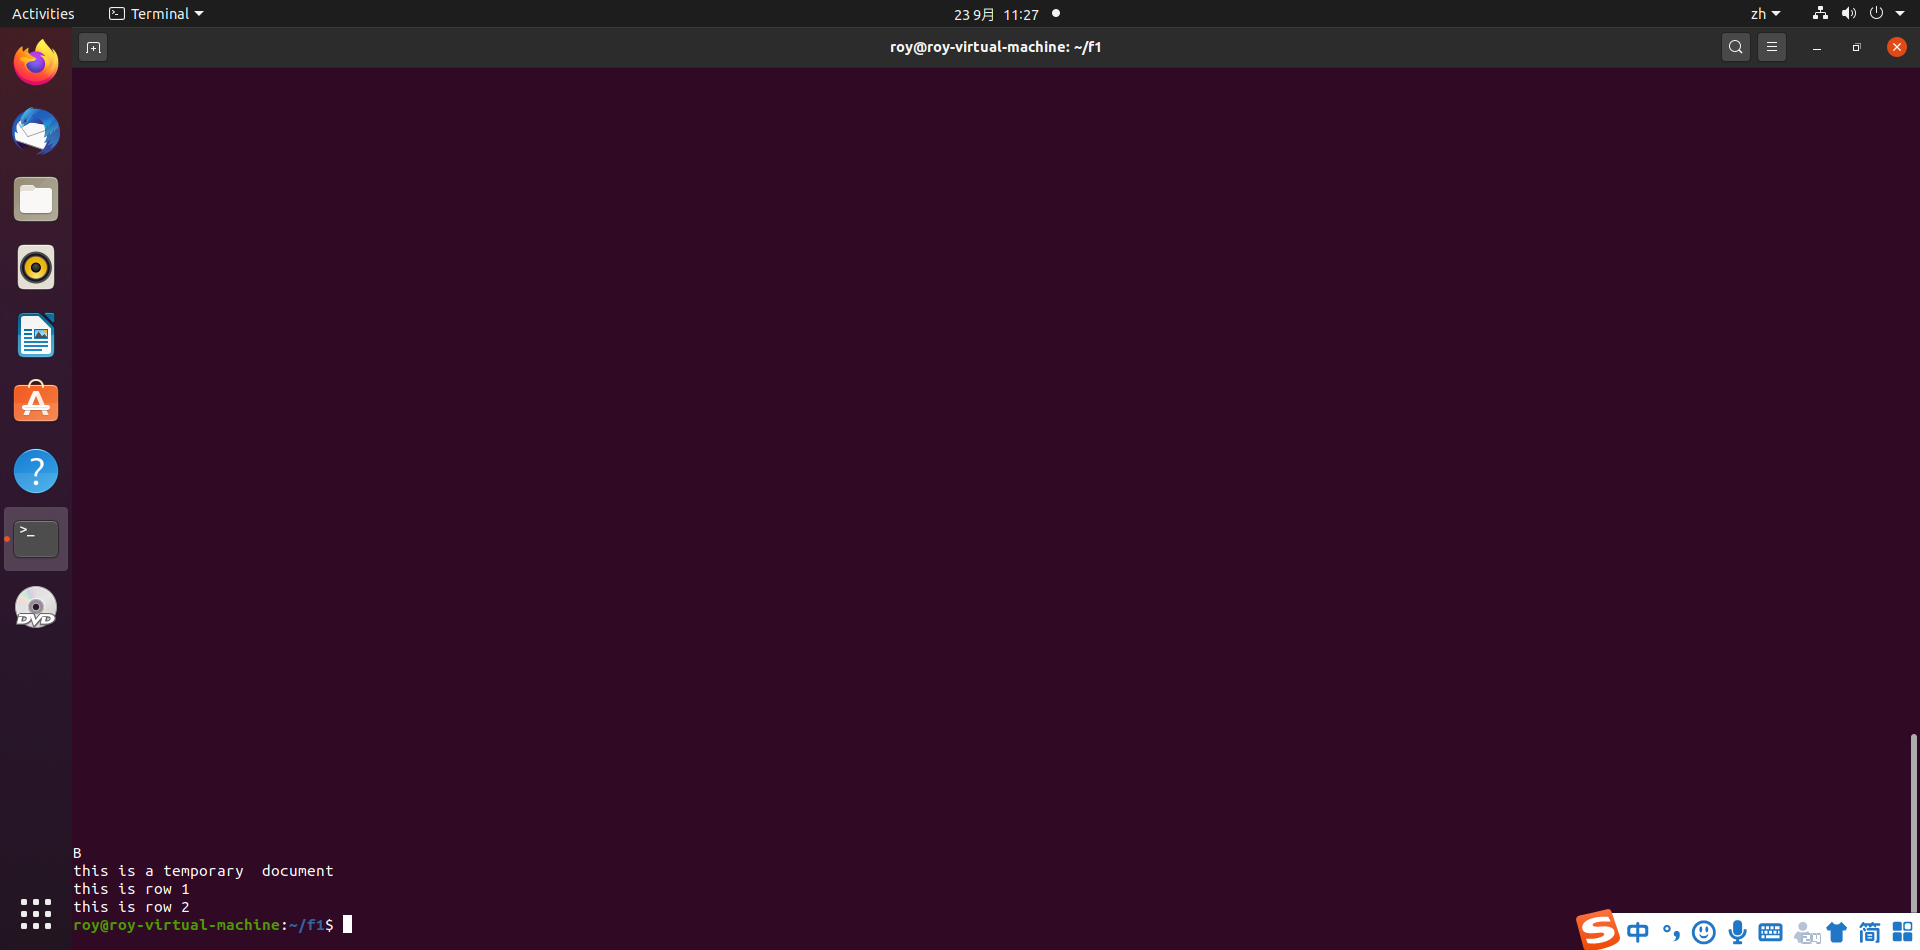 Activities
Terminal
23 9月 11:27
zh
roy@roy-virtual-machine: ~/f1
DVD
B
this is a temporary  document
this is row 1
this is row 2
roy@roy-virtual-machine:~/f1$
中
简